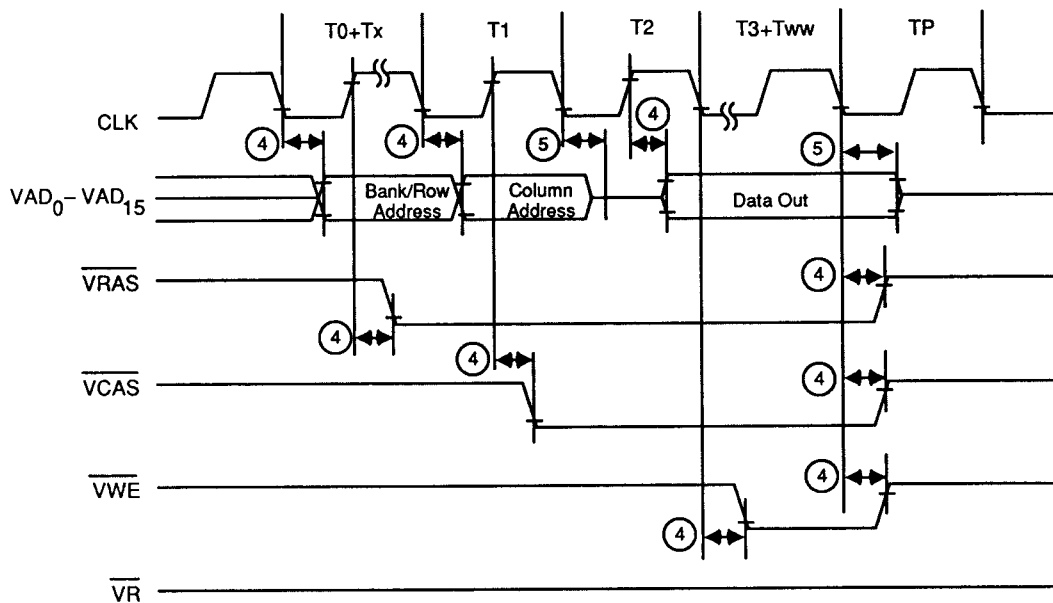 T0+Tx T1 T2 T3+Tww TP
CLK
4 4 5 4 5
VAD0 – VAD15
Bank/Row
Address
Column
Address
Data Out
VRAS
4 4
VCAS
4 4
VWE
4 4
VR